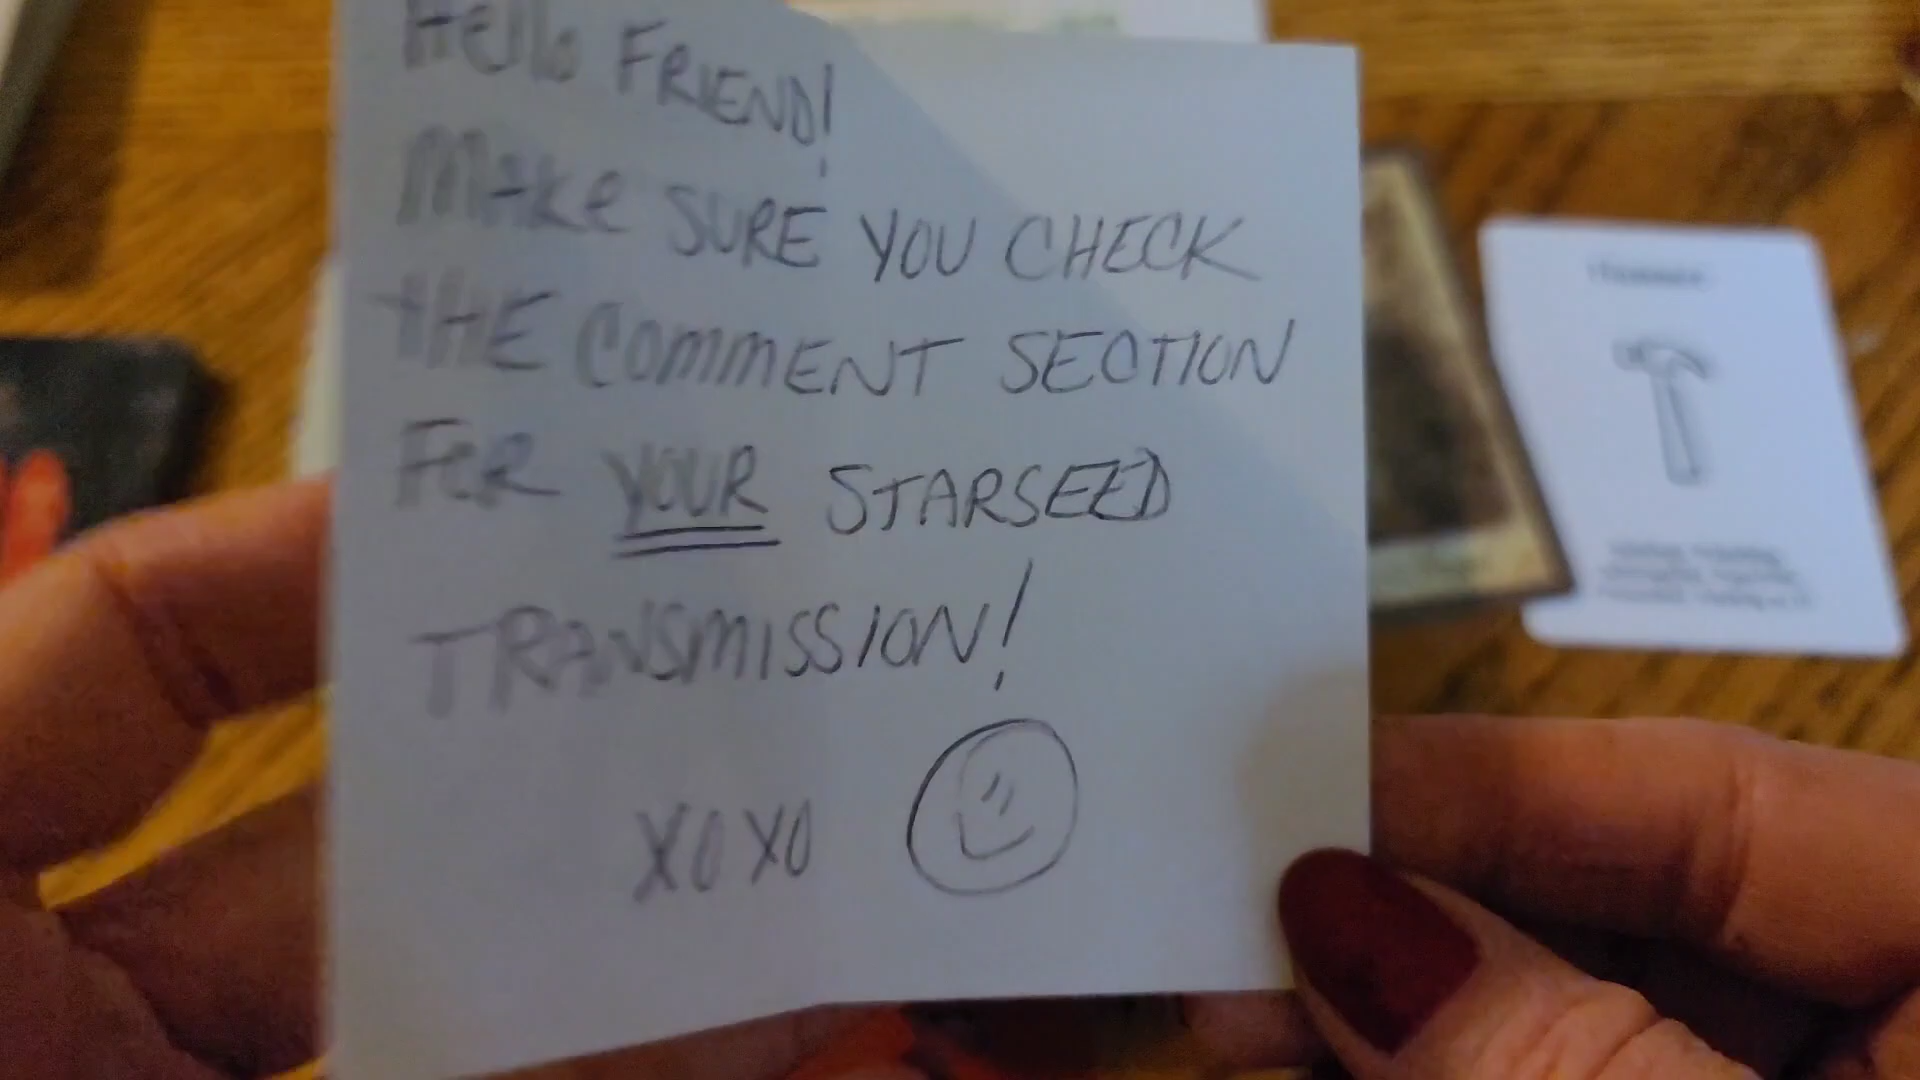 Hello FRIEND!
Make SURE YOU CHECK
THE COMMENT SECTION
FOR YOUR STARSEED
TRANSMISSION!
XOXO